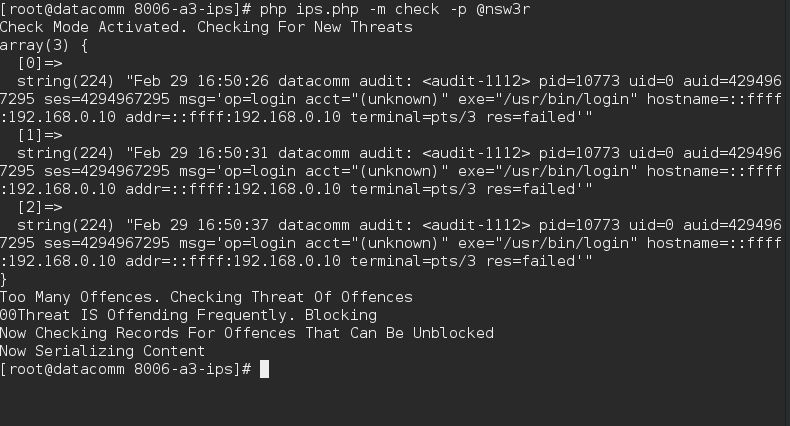 [root@datacomm 8006-a3-ips]# php ips.php -m check -p @nsw3r
Check Mode Activated. Checking For New Threats
array(3) {
  [0]=>
  string(224) "Feb 29 16:50:26 datacomm audit: <audit-1112> pid=10773 uid=0 auid=429496
7295 ses=4294967295 msg='op=login acct="(unknown)" exe="/usr/bin/login" hostname=::ffff
:192.168.0.10 addr=::ffff:192.168.0.10 terminal=pts/3 res=failed'"
  [1]=>
  string(224) "Feb 29 16:50:31 datacomm audit: <audit-1112> pid=10773 uid=0 auid=429496
7295 ses=4294967295 msg='op=login acct="(unknown)" exe="/usr/bin/login" hostname=::ffff
:192.168.0.10 addr=::ffff:192.168.0.10 terminal=pts/3 res=failed'"
  [2]=>
  string(224) "Feb 29 16:50:37 datacomm audit: <audit-1112> pid=10773 uid=0 auid=429496
7295 ses=4294967295 msg='op=login acct="(unknown)" exe="/usr/bin/login" hostname=::ffff
:192.168.0.10 addr=::ffff:192.168.0.10 terminal=pts/3 res=failed'"
}
Too Many Offences. Checking Threat Of Offences
00Threat IS Offending Frequently. Blocking
Now Checking Records For Offences That Can Be Unblocked
Now Serializing Content
[root@datacomm 8006-a3-ips]#